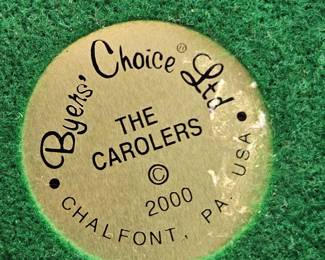 Byers' Choice® Ltd.
THE
CAROLERS
©
2000
• CHALFONT, PA. USA •